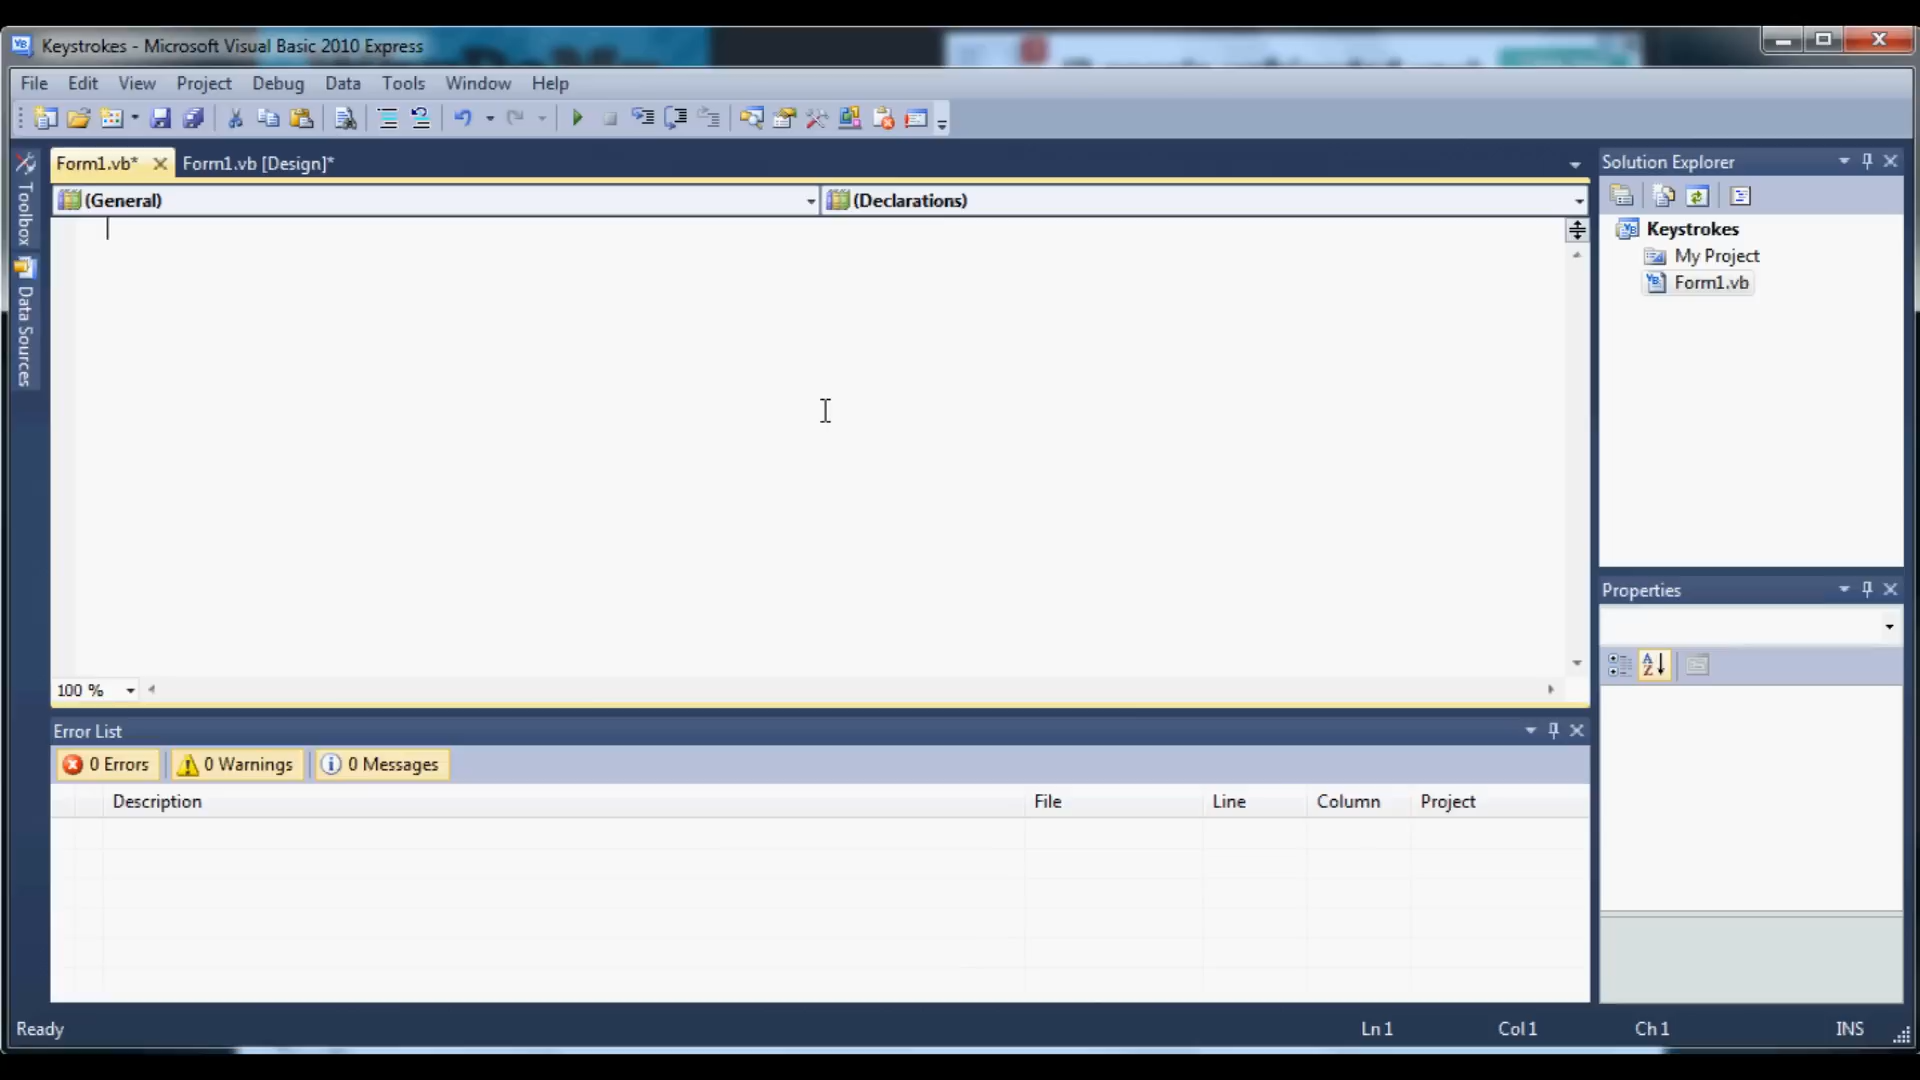 Keystrokes - Microsoft Visual Basic 2010 Express
File Edit View Project Debug Data Tools Window Help
Form1.vb* Form1.vb [Design]*
(General) (Declarations)
Toolbox
Data Sources
100 %
Solution Explorer
Keystrokes
My Project
Form1.vb
Properties
Error List
0 Errors 0 Warnings 0 Messages
Description File Line Column Project
Ready Ln 1 Col 1 Ch 1 INS